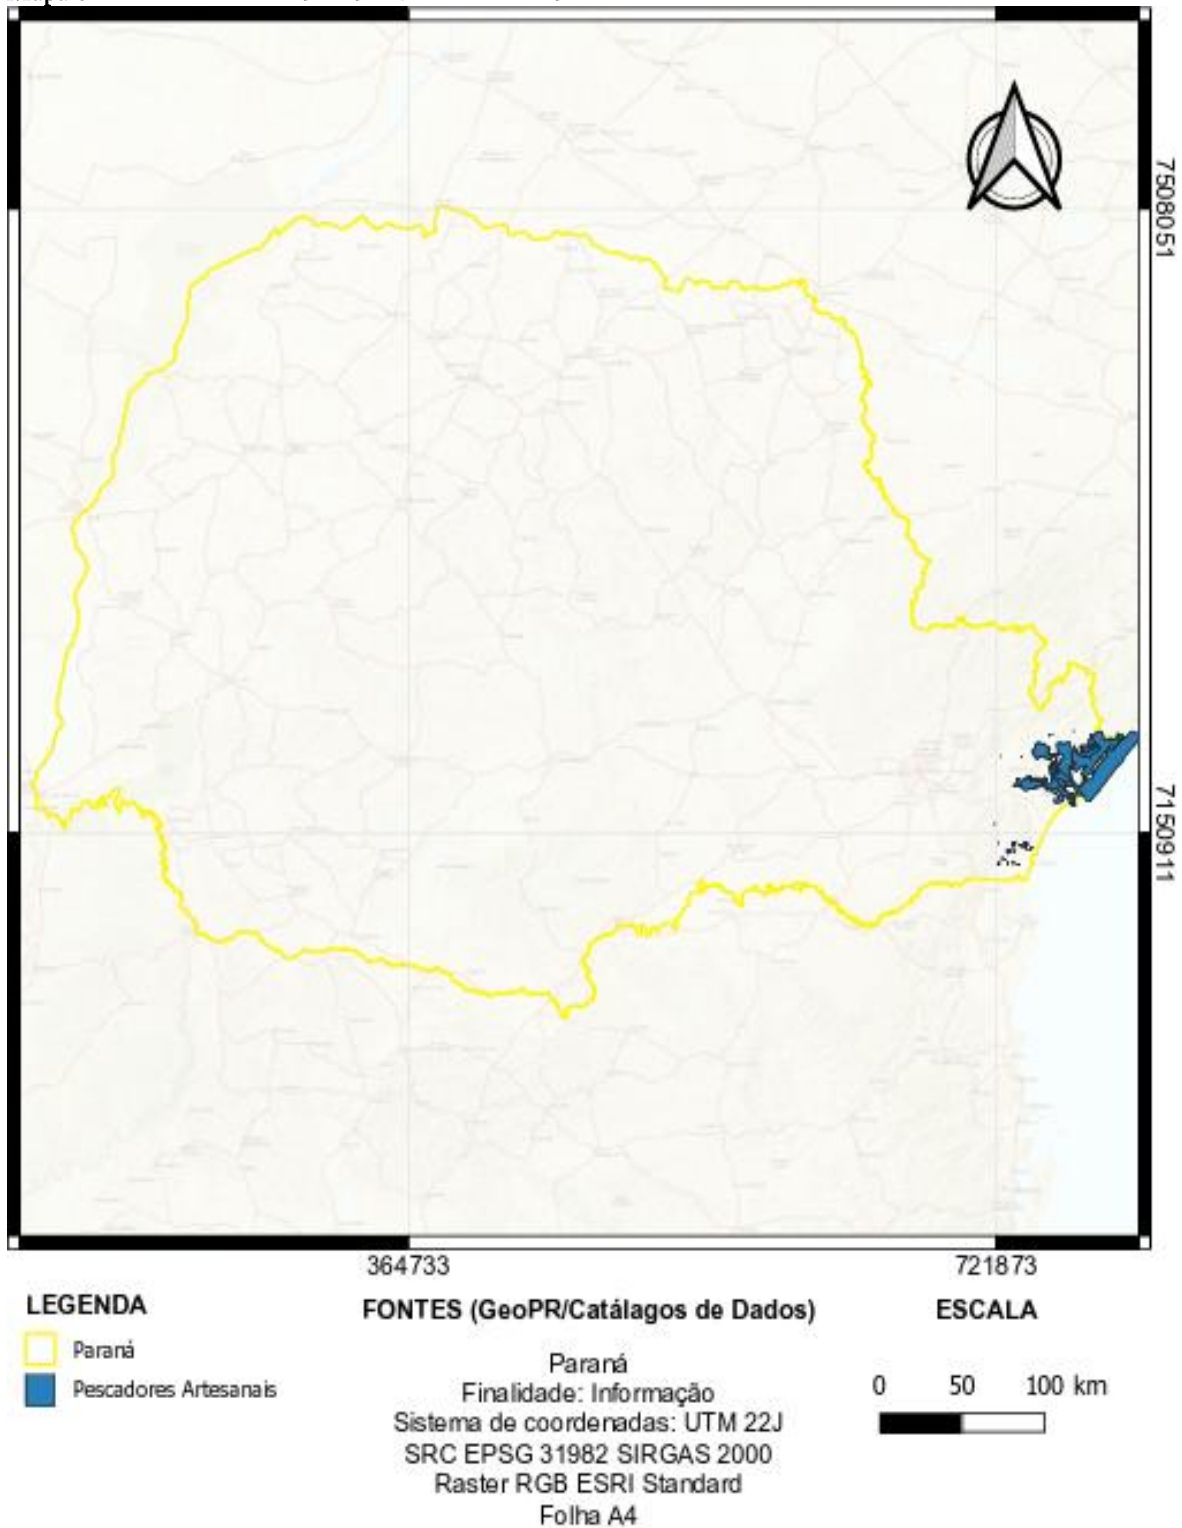 7508051
7150911
364733
721873
LEGENDA
Paraná
Pescadores Artesanais
FONTES (GeoPR/Catálagos de Dados)
Paraná
Finalidade: Informação
Sistema de coordenadas: UTM 22J
SRC EPSG 31982 SIRGAS 2000
Raster RGB ESRI Standard
Folha A4
ESCALA
0 50 100 km